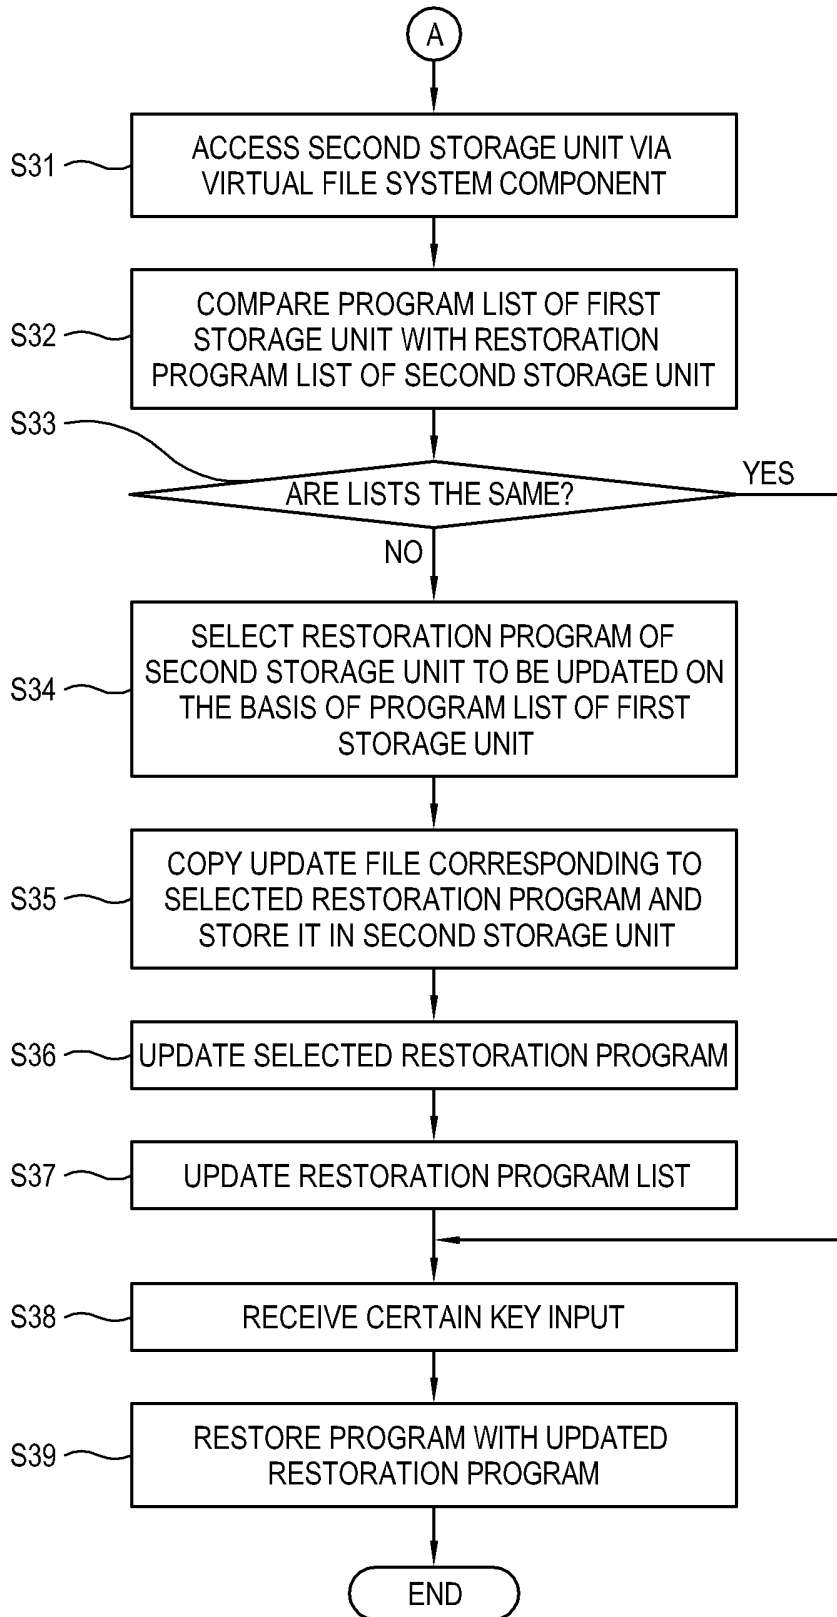 A
S31
ACCESS SECOND STORAGE UNIT VIA
VIRTUAL FILE SYSTEM COMPONENT
S32
COMPARE PROGRAM LIST OF FIRST
STORAGE UNIT WITH RESTORATION
PROGRAM LIST OF SECOND STORAGE UNIT
S33
ARE LISTS THE SAME?
YES
NO
S34
SELECT RESTORATION PROGRAM OF
SECOND STORAGE UNIT TO BE UPDATED ON
THE BASIS OF PROGRAM LIST OF FIRST
STORAGE UNIT
S35
COPY UPDATE FILE CORRESPONDING TO
SELECTED RESTORATION PROGRAM AND
STORE IT IN SECOND STORAGE UNIT
S36
UPDATE SELECTED RESTORATION PROGRAM
S37
UPDATE RESTORATION PROGRAM LIST
S38
RECEIVE CERTAIN KEY INPUT
S39
RESTORE PROGRAM WITH UPDATED
RESTORATION PROGRAM
END